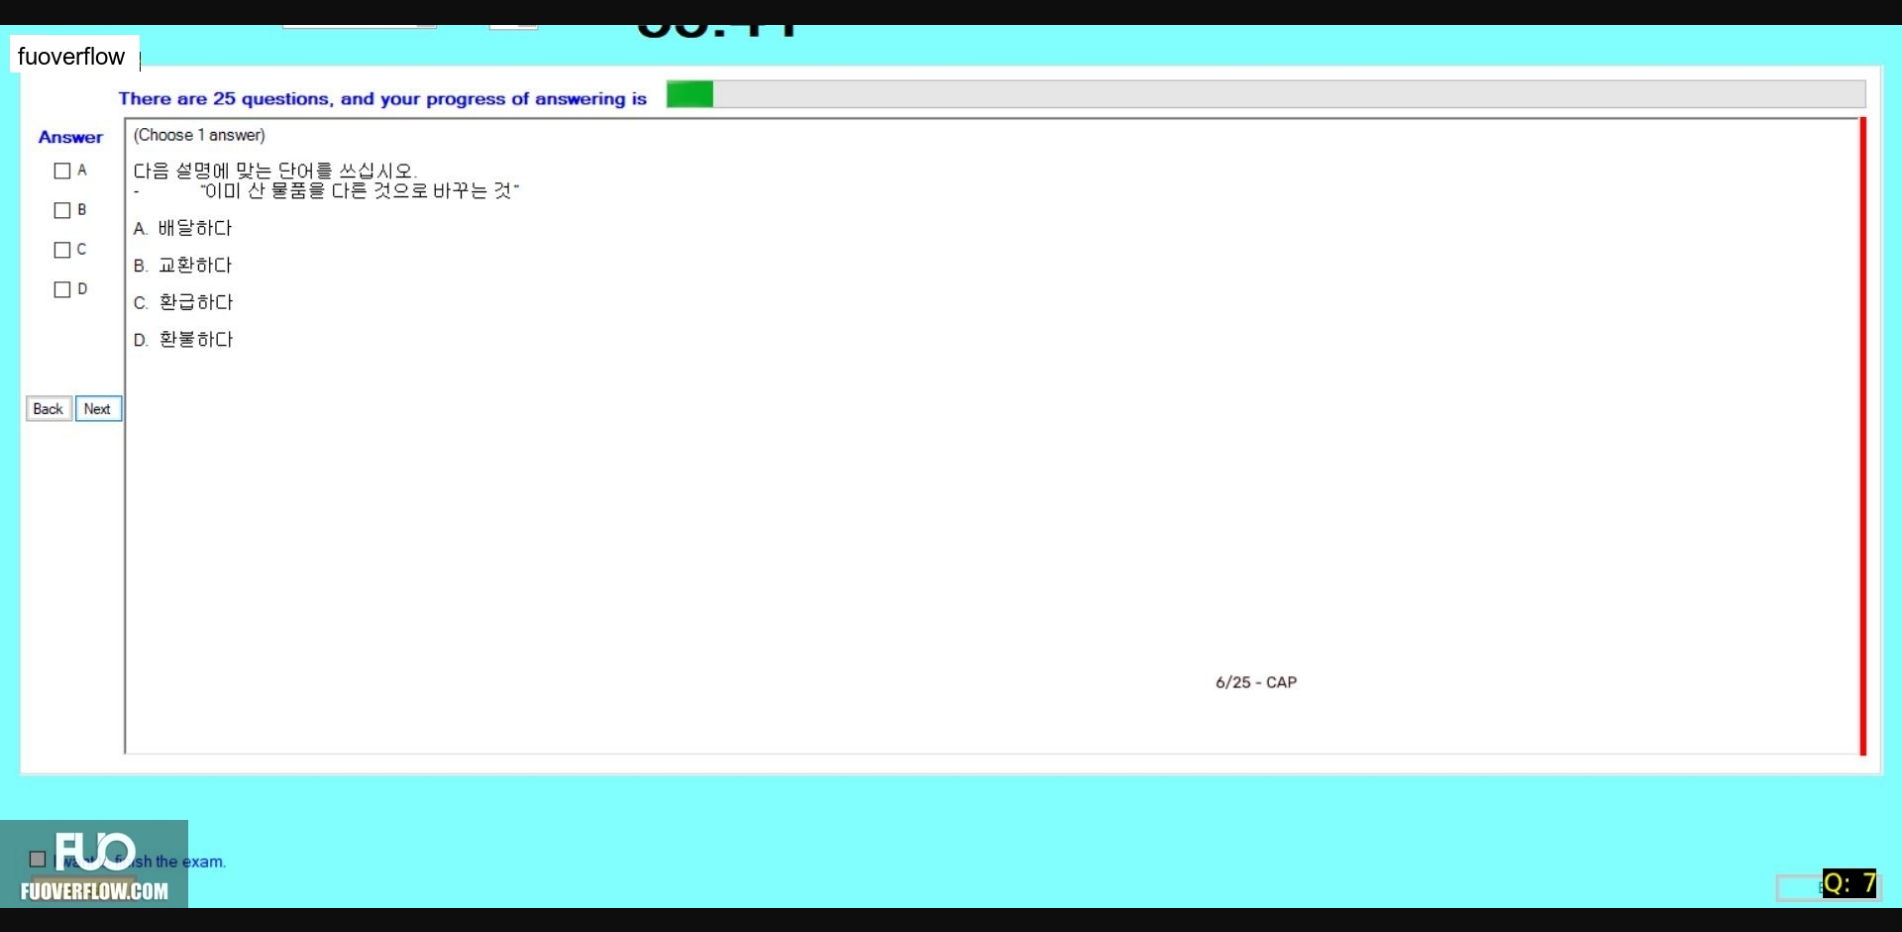 fuoverflow
There are 25 questions, and your progress of answering is
Answer
(Choose 1 answer)
A
다음 설명에 맞는 단어를 쓰십시오.
- "이미 산 물품을 다른 것으로 바꾸는 것"
B
A. 배달하다
C
B. 교환하다
D
C. 환급하다
D. 환불하다
Back Next
6/25 - CAP
FUO
finish the exam.
FUOVERFLOW.COM
Q: 7